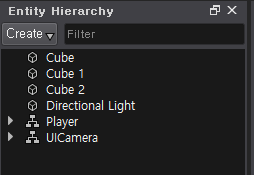 Entity Hierarchy
Create Filter
Cube
Cube 1
Cube 2
Directional Light
Player
UICamera